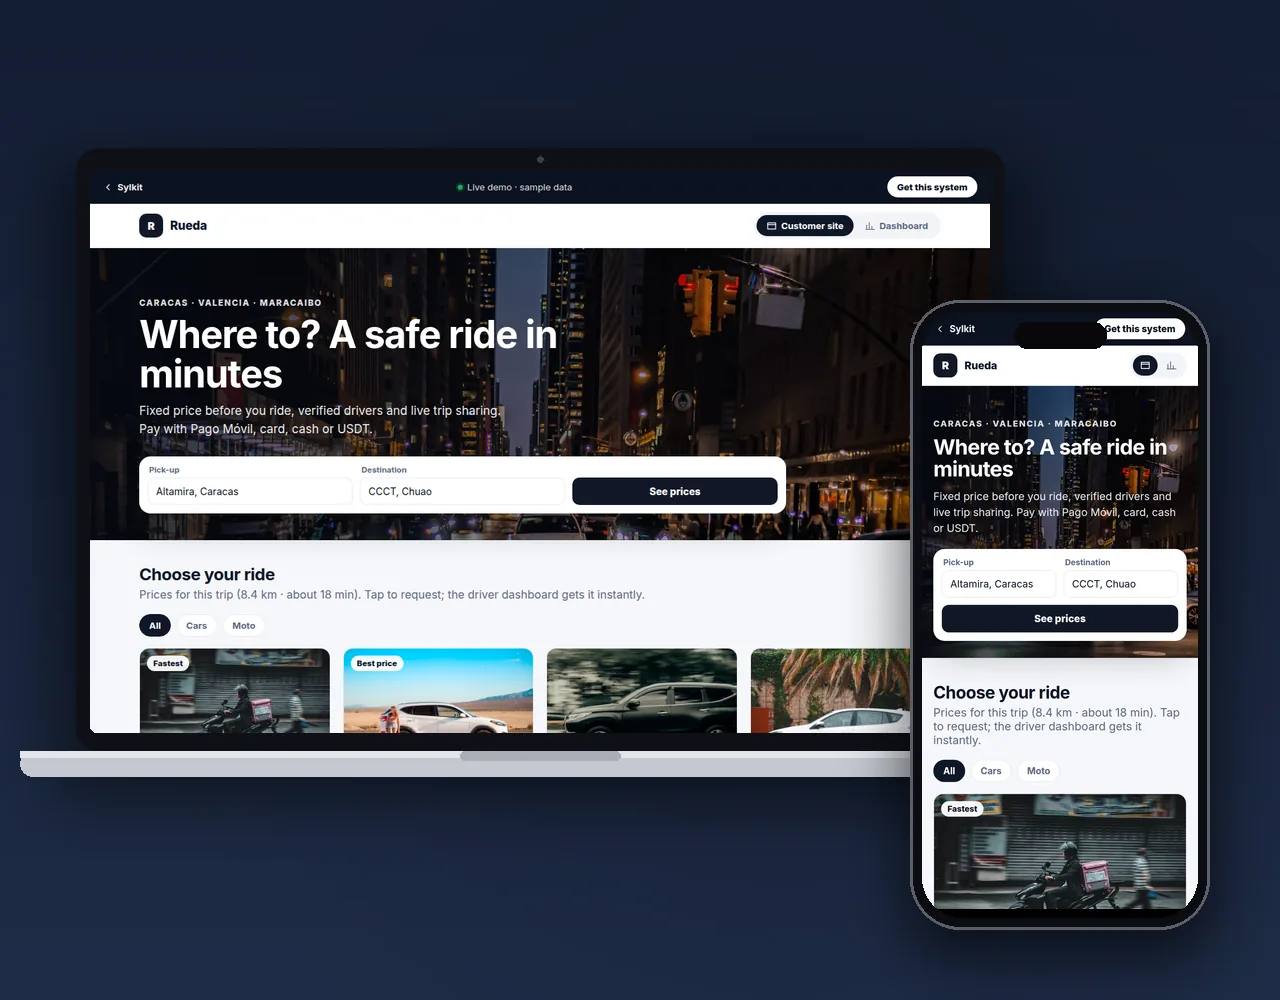 Sylkit
Live demo · sample data
Get this system
R
Rueda
Customer site
Dashboard
CARACAS · VALENCIA · MARACAIBO
Where to? A safe ride in
minutes
Fixed price before you ride, verified drivers and live trip sharing.
Pay with Pago Móvil, card, cash or USDT.
Pick-up
Destination
Altamira, Caracas
CCCT, Chuao
See prices
Choose your ride
Prices for this trip (8.4 km · about 18 min). Tap to request; the driver dashboard gets it instantly.
All
Cars
Moto
Fastest
Best price
Sylkit
Get this system
R
Rueda
CARACAS · VALENCIA · MARACAIBO
Where to? A safe ride in
minutes
Fixed price before you ride, verified drivers and
live trip sharing. Pay with Pago Móvil, card, cash
or USDT.
Pick-up
Destination
Altamira, Caracas
CCCT, Chuao
See prices
Choose your ride
Prices for this trip (8.4 km · about 18 min). Tap
to request; the driver dashboard gets it
instantly.
All
Cars
Moto
Fastest